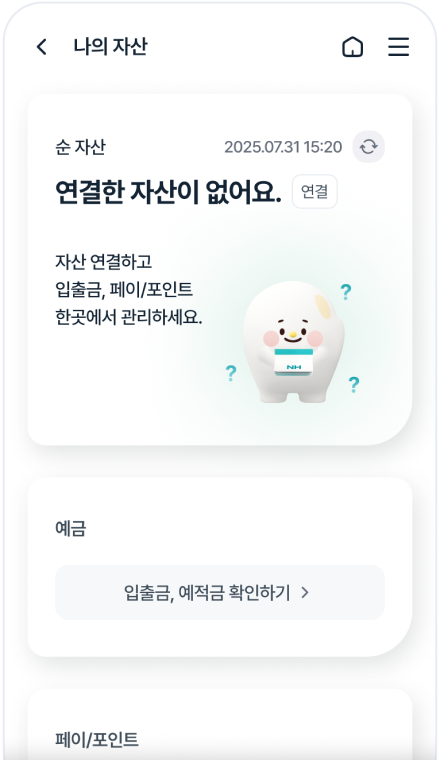 나의 자산
순 자산 2025.07.31 15:20
연결한 자산이 없어요. 연결
자산 연결하고
입출금, 페이/포인트
한곳에서 관리하세요.
?
?
NH
?
예금
입출금, 예적금 확인하기 >
페이/포인트